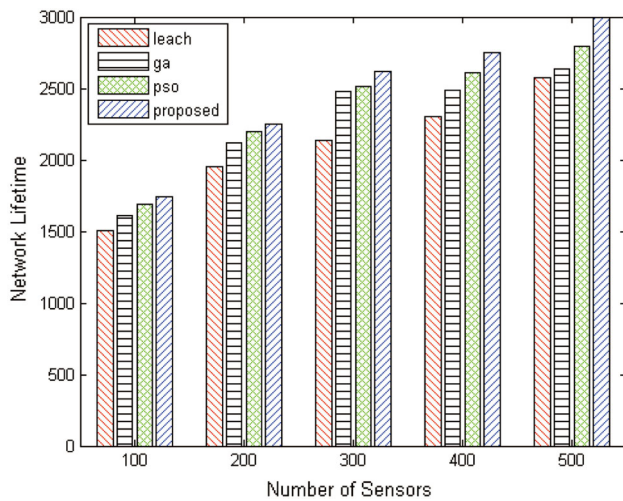 3000
2500
2000
1500
1000
500
0
Network Lifetime
leach
ga
pso
proposed
100 200 300 400 500
Number of Sensors